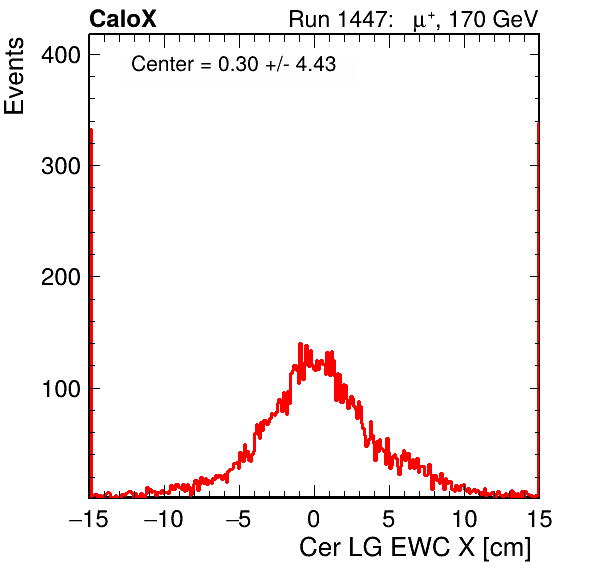 CaloX Run 1447: μ⁺, 170 GeV
Center = 0.30 +/- 4.43
Events
400
300
200
100
−15 −10 −5 0 5 10 15
Cer LG EWC X [cm]